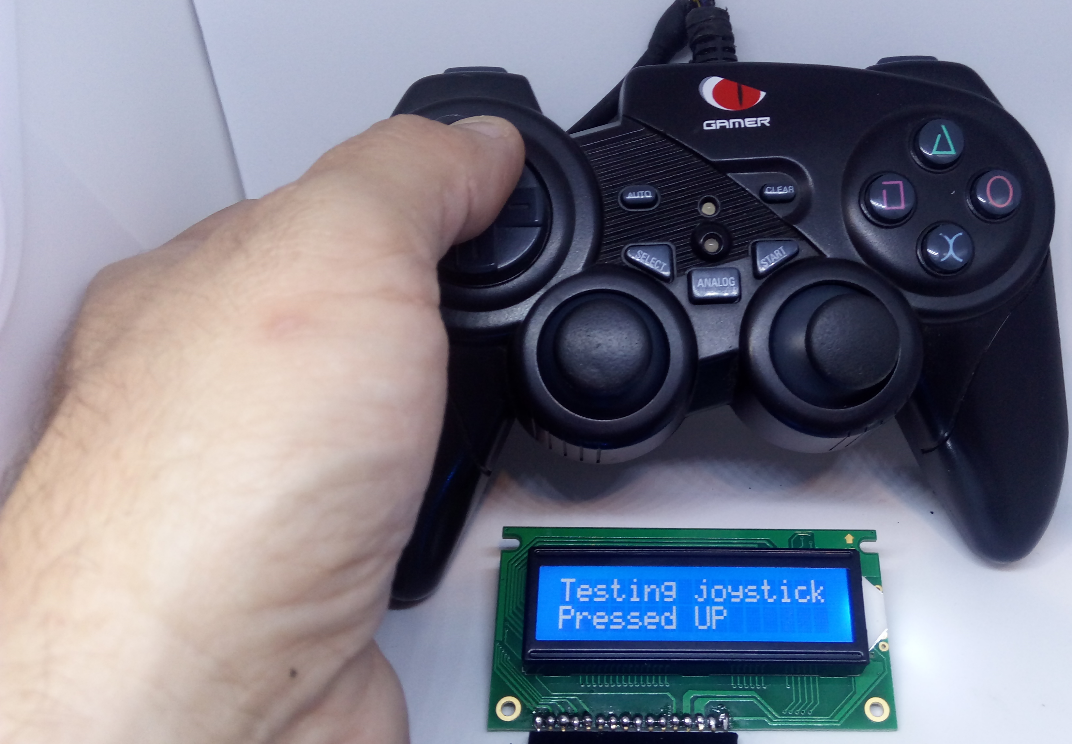 GAMER
AUTO
CLEAR
SELECT
START
ANALOG
Testing joystick
Pressed UP